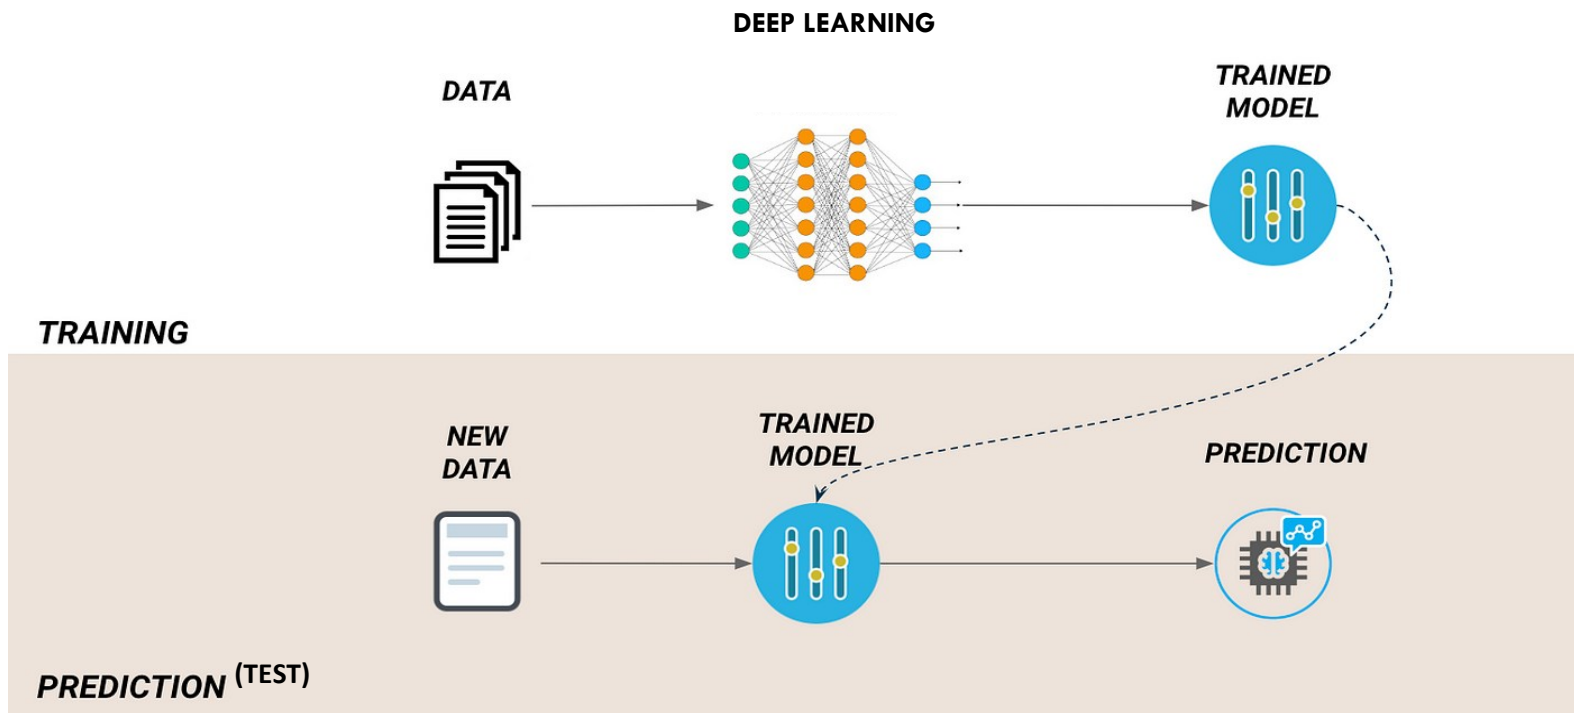 DEEP LEARNING
DATA
TRAINED
MODEL
TRAINING
NEW
DATA
TRAINED
MODEL
PREDICTION
PREDICTION (TEST)